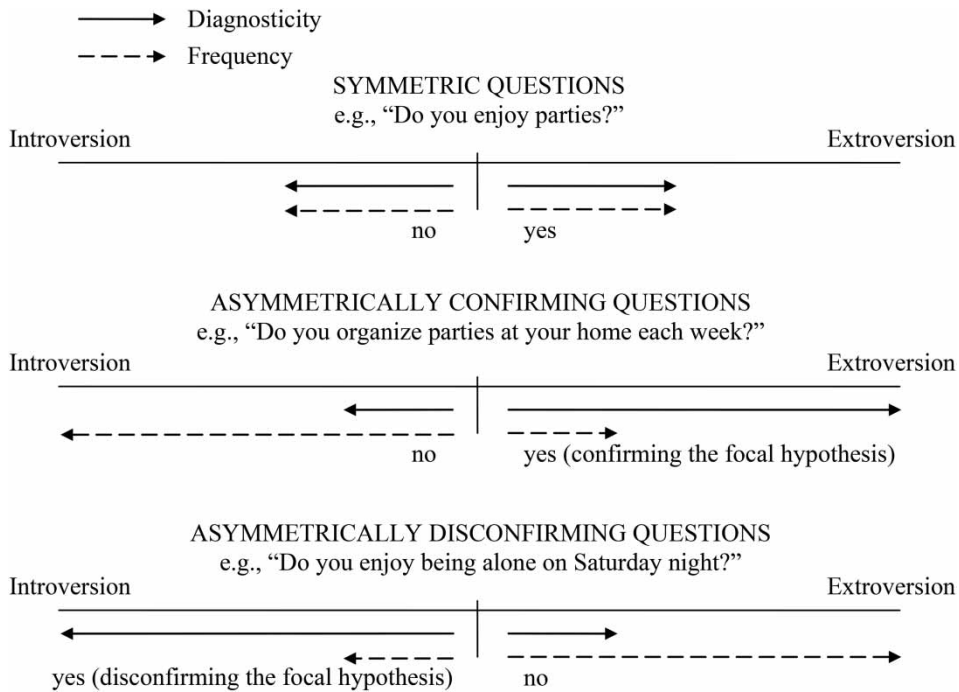 Diagnosticity
Frequency
SYMMETRIC QUESTIONS
e.g., “Do you enjoy parties?”
Introversion Extroversion
no yes
ASYMMETRICALLY CONFIRMING QUESTIONS
e.g., “Do you organize parties at your home each week?”
Introversion Extroversion
no yes (confirming the focal hypothesis)
ASYMMETRICALLY DISCONFIRMING QUESTIONS
e.g., “Do you enjoy being alone on Saturday night?”
Introversion Extroversion
yes (disconfirming the focal hypothesis) no